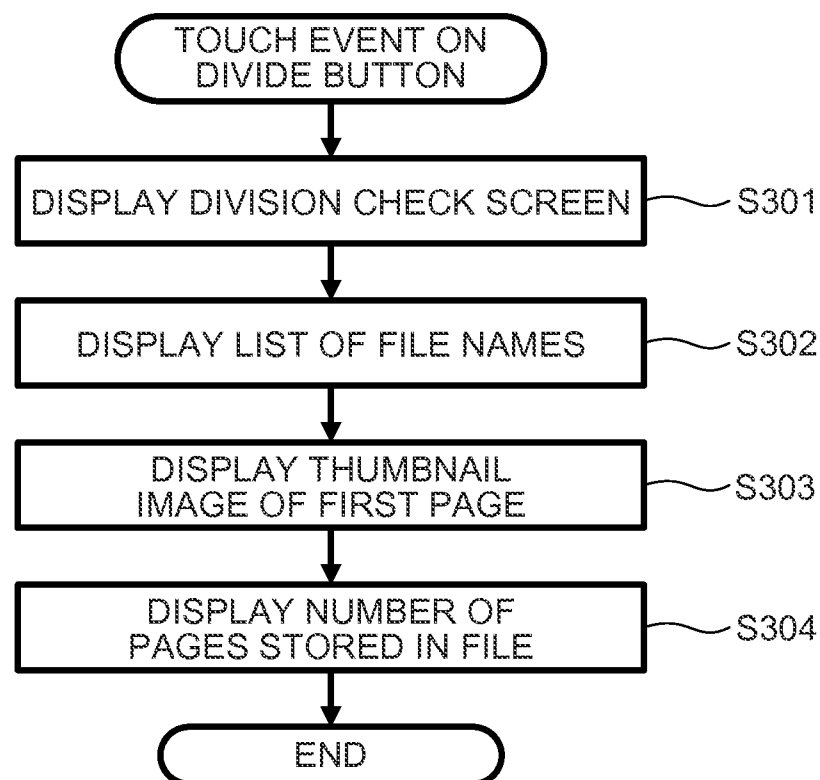 TOUCH EVENT ON
DIVIDE BUTTON
DISPLAY DIVISION CHECK SCREEN
S301
DISPLAY LIST OF FILE NAMES
S302
DISPLAY THUMBNAIL
IMAGE OF FIRST PAGE
S303
DISPLAY NUMBER OF
PAGES STORED IN FILE
S304
END